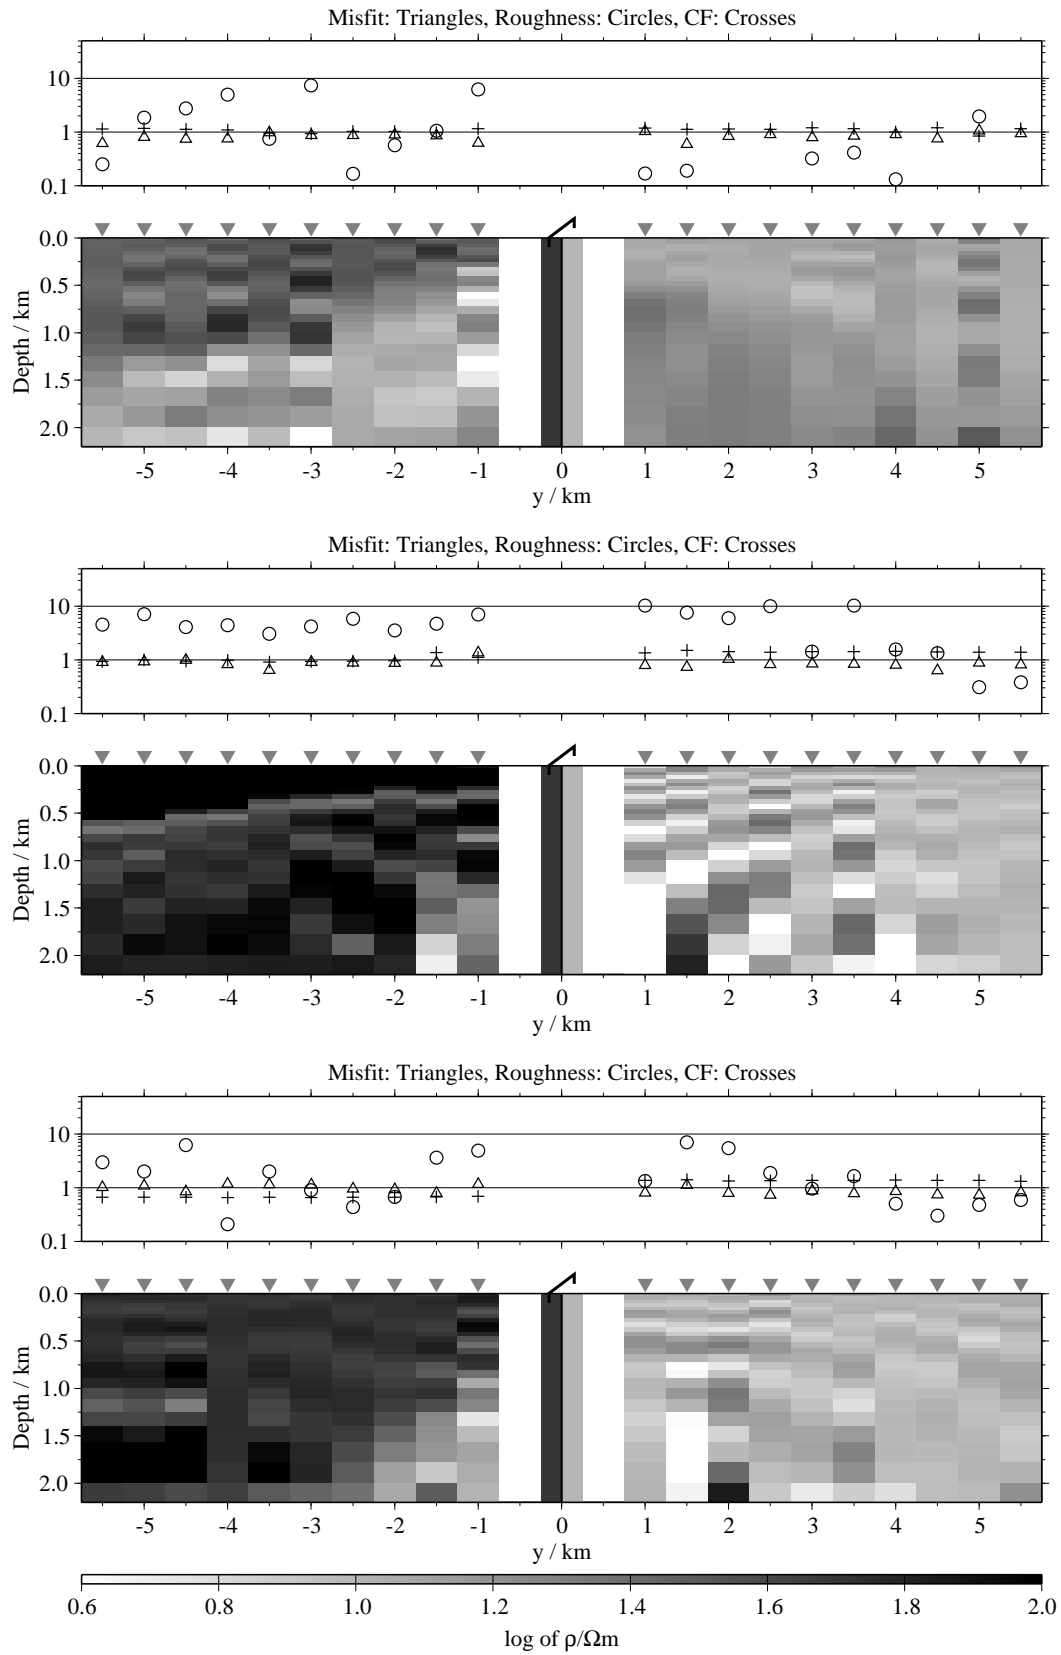 Misfit: Triangles, Roughness: Circles, CF: Crosses
10
1
0.1
0.0
0.5
1.0
1.5
2.0
Depth / km
-5 -4 -3 -2 -1 0 1 2 3 4 5
y / km
Misfit: Triangles, Roughness: Circles, CF: Crosses
10
1
0.1
0.0
0.5
1.0
1.5
2.0
Depth / km
-5 -4 -3 -2 -1 0 1 2 3 4 5
y / km
Misfit: Triangles, Roughness: Circles, CF: Crosses
10
1
0.1
0.0
0.5
1.0
1.5
2.0
Depth / km
-5 -4 -3 -2 -1 0 1 2 3 4 5
y / km
0.6 0.8 1.0 1.2 1.4 1.6 1.8 2.0
log of ρ/Ωm